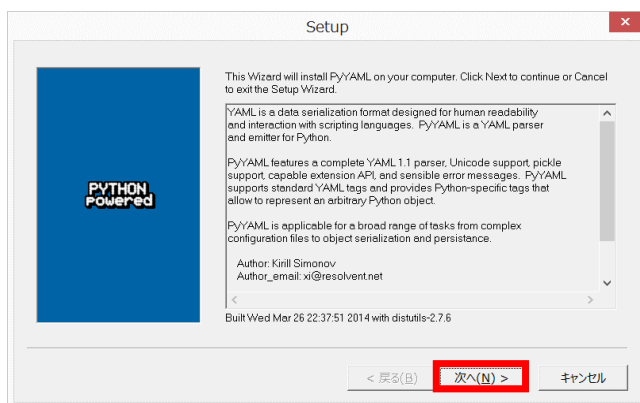 Setup
This Wizard will install PyYAML on your computer. Click Next to continue or Cancel
to exit the Setup Wizard.
YAML is a data serialization format designed for human readability
and interaction with scripting languages.  PyYAML is a YAML parser
and emitter for Python.
PyYAML features a complete YAML 1.1 parser, Unicode support, pickle
support, capable extension API, and sensible error messages.  PyYAML
supports standard YAML tags and provides Python-specific tags that
allow to represent an arbitrary Python object.
PyYAML is applicable for a broad range of tasks from complex
configuration files to object serialization and persistance.
Author: Kirill Simonov
Author_email: xi@resolvent.net
PYTHON
Powered
Built Wed Mar 26 22:37:51 2014 with distutils-2.7.6
< 戻る(B)
次へ(N) >
キャンセル